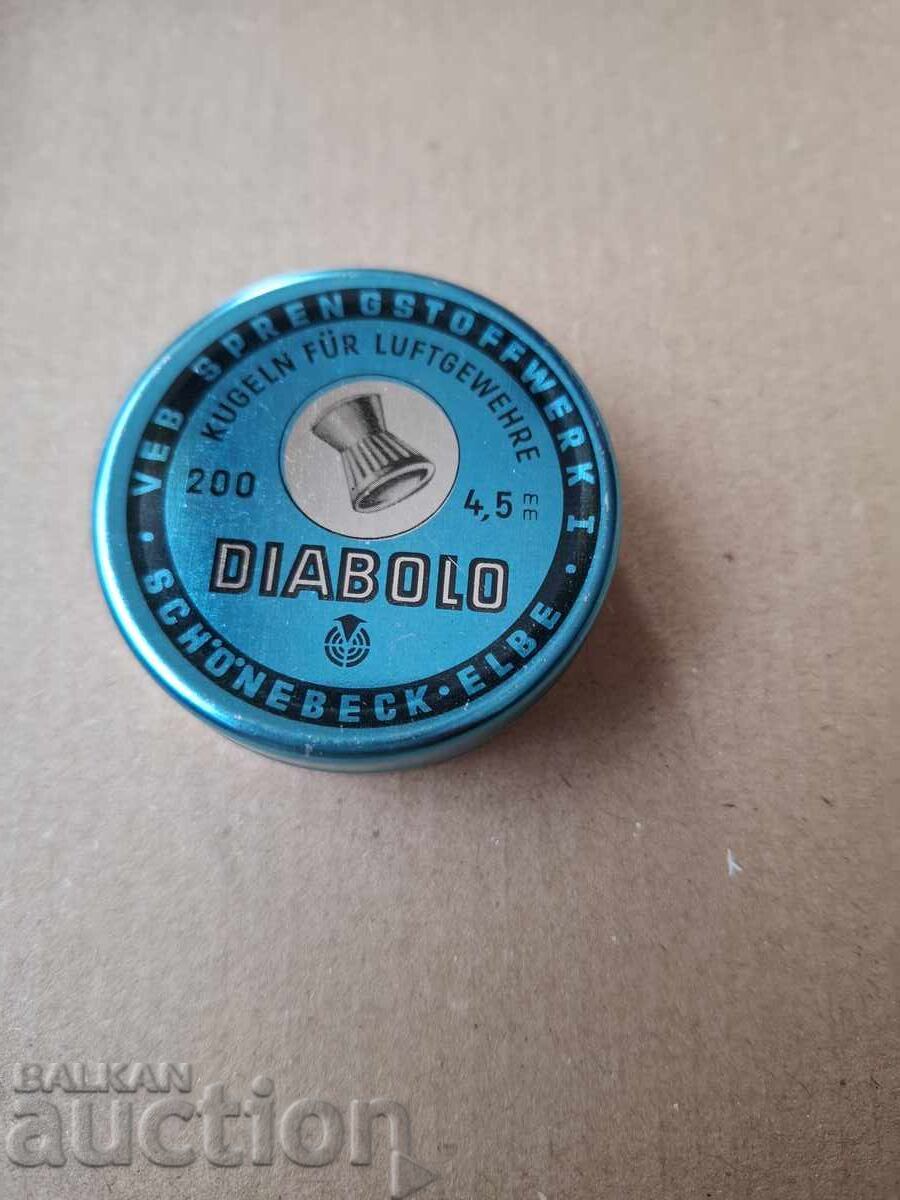 VEB SPRENGSTOFFWERK I ·
KUGELN FÜR LUFTGEWEHRE
200
4,5 mm
DIABOLO
· SCHÖNEBECK · ELBE
BALKAN
auction